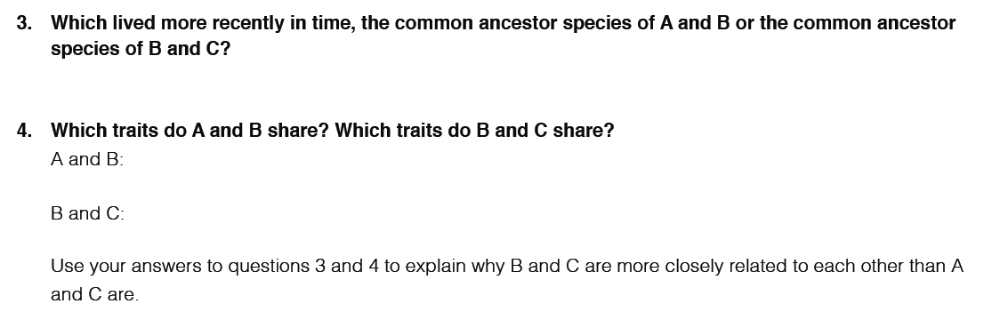 3. Which lived more recently in time, the common ancestor species of A and B or the common ancestor
species of B and C?
4. Which traits do A and B share? Which traits do B and C share?
A and B:
B and C:
Use your answers to questions 3 and 4 to explain why B and C are more closely related to each other than A
and C are.